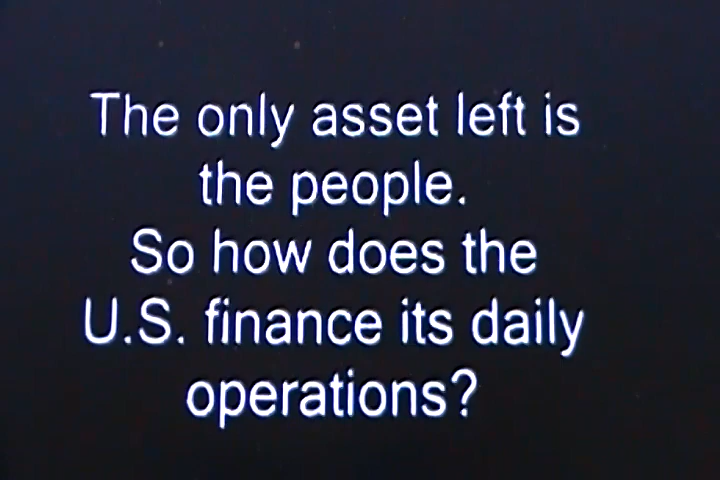 The only asset left is
the people.
So how does the
U.S. finance its daily
operations?